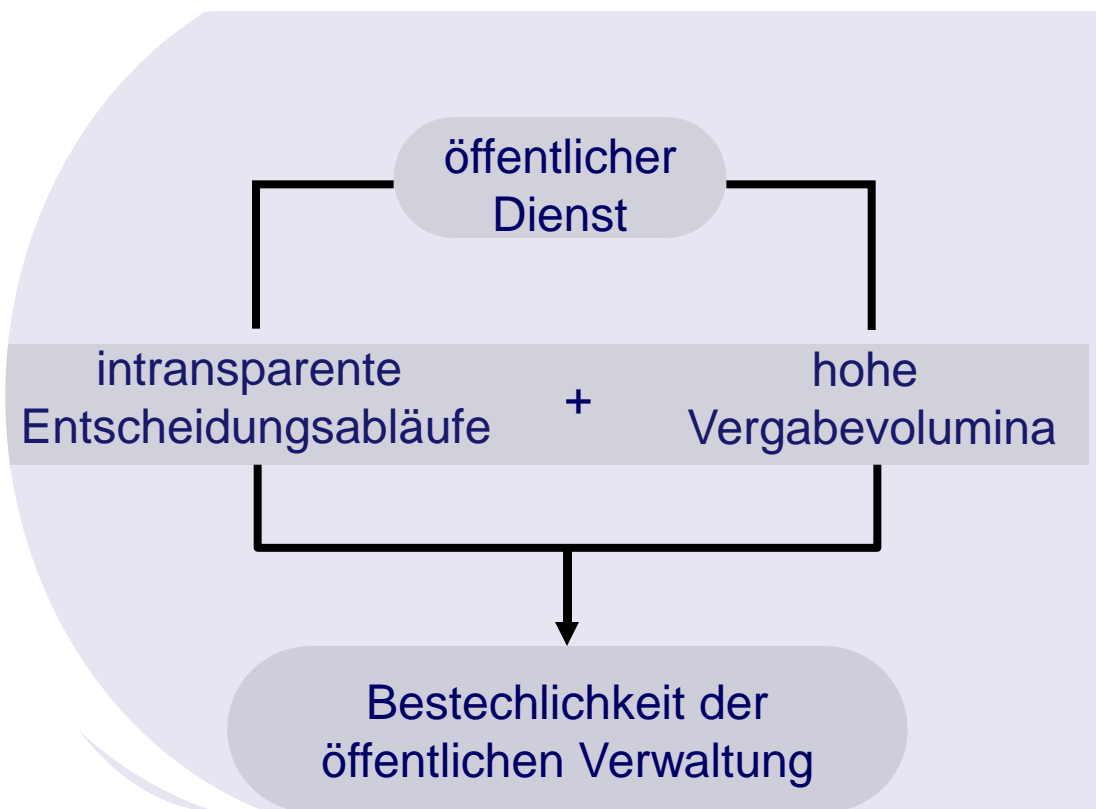 öffentlicher
Dienst
intransparente
Entscheidungsabläufe
+
hohe
Vergabevolumina
Bestechlichkeit der
öffentlichen Verwaltung